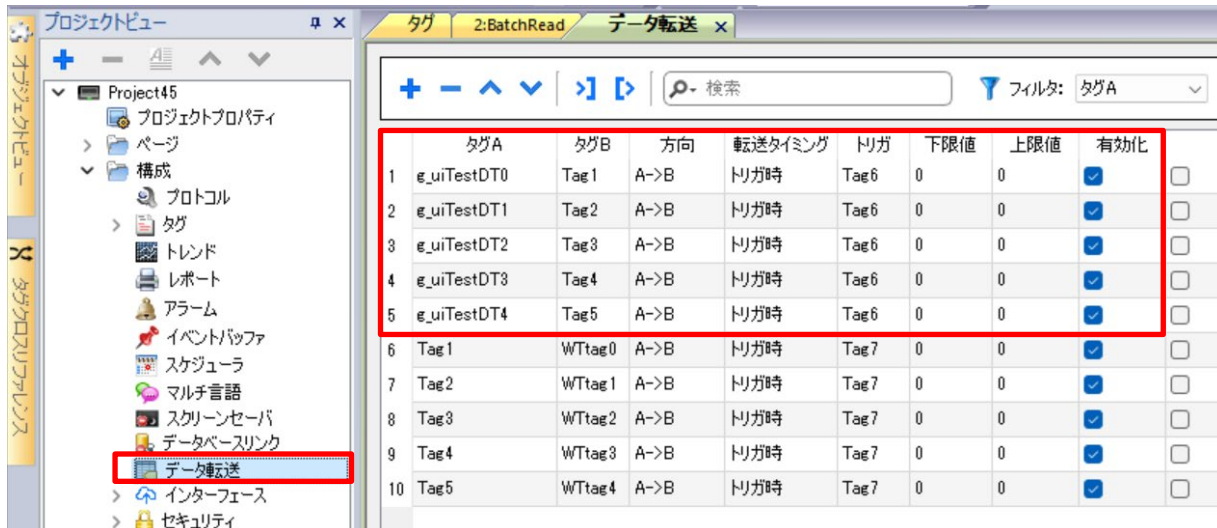 プロジェクトビュー
オブジェクトビュー
タグクロスリファレンス
Project45
プロジェクトプロパティ
ページ
構成
プロトコル
タグ
トレンド
レポート
アラーム
イベントバッファ
スケジューラ
マルチ言語
スクリーンセーバ
データベースリンク
データ転送
インターフェース
セキュリティ
タグ 2:BatchRead データ転送
検索 フィルタ: タグA
タグA タグB 方向 転送タイミング トリガ 下限値 上限値 有効化
1 g_uiTestDT0 Tag1 A->B トリガ時 Tag6 0 0
2 g_uiTestDT1 Tag2 A->B トリガ時 Tag6 0 0
3 g_uiTestDT2 Tag3 A->B トリガ時 Tag6 0 0
4 g_uiTestDT3 Tag4 A->B トリガ時 Tag6 0 0
5 g_uiTestDT4 Tag5 A->B トリガ時 Tag6 0 0
6 Tag1 WTtag0 A->B トリガ時 Tag7 0 0
7 Tag2 WTtag1 A->B トリガ時 Tag7 0 0
8 Tag3 WTtag2 A->B トリガ時 Tag7 0 0
9 Tag4 WTtag3 A->B トリガ時 Tag7 0 0
10 Tag5 WTtag4 A->B トリガ時 Tag7 0 0